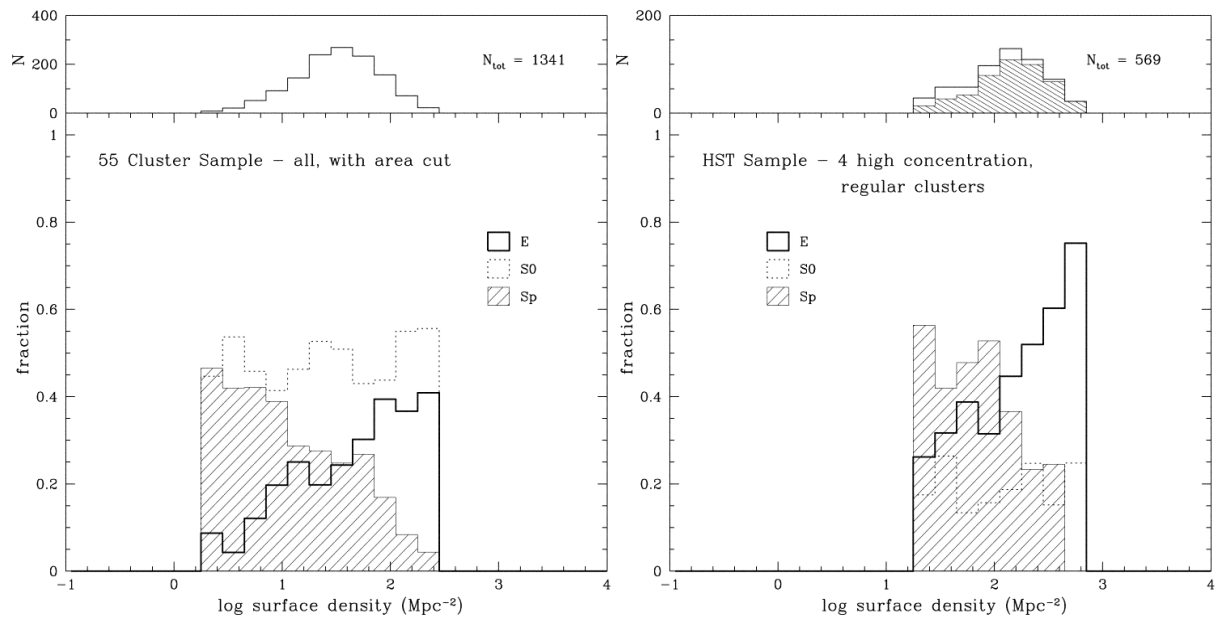 400
200
0
N
N_tot = 1341
1
0.8
0.6
0.4
0.2
0
fraction
55 Cluster Sample − all, with area cut
E
S0
Sp
−1
0
1
2
3
4
log surface density (Mpc⁻²)
200
100
0
N
N_tot = 569
1
0.8
0.6
0.4
0.2
0
fraction
HST Sample − 4 high concentration,
regular clusters
E
S0
Sp
−1
0
1
2
3
4
log surface density (Mpc⁻²)